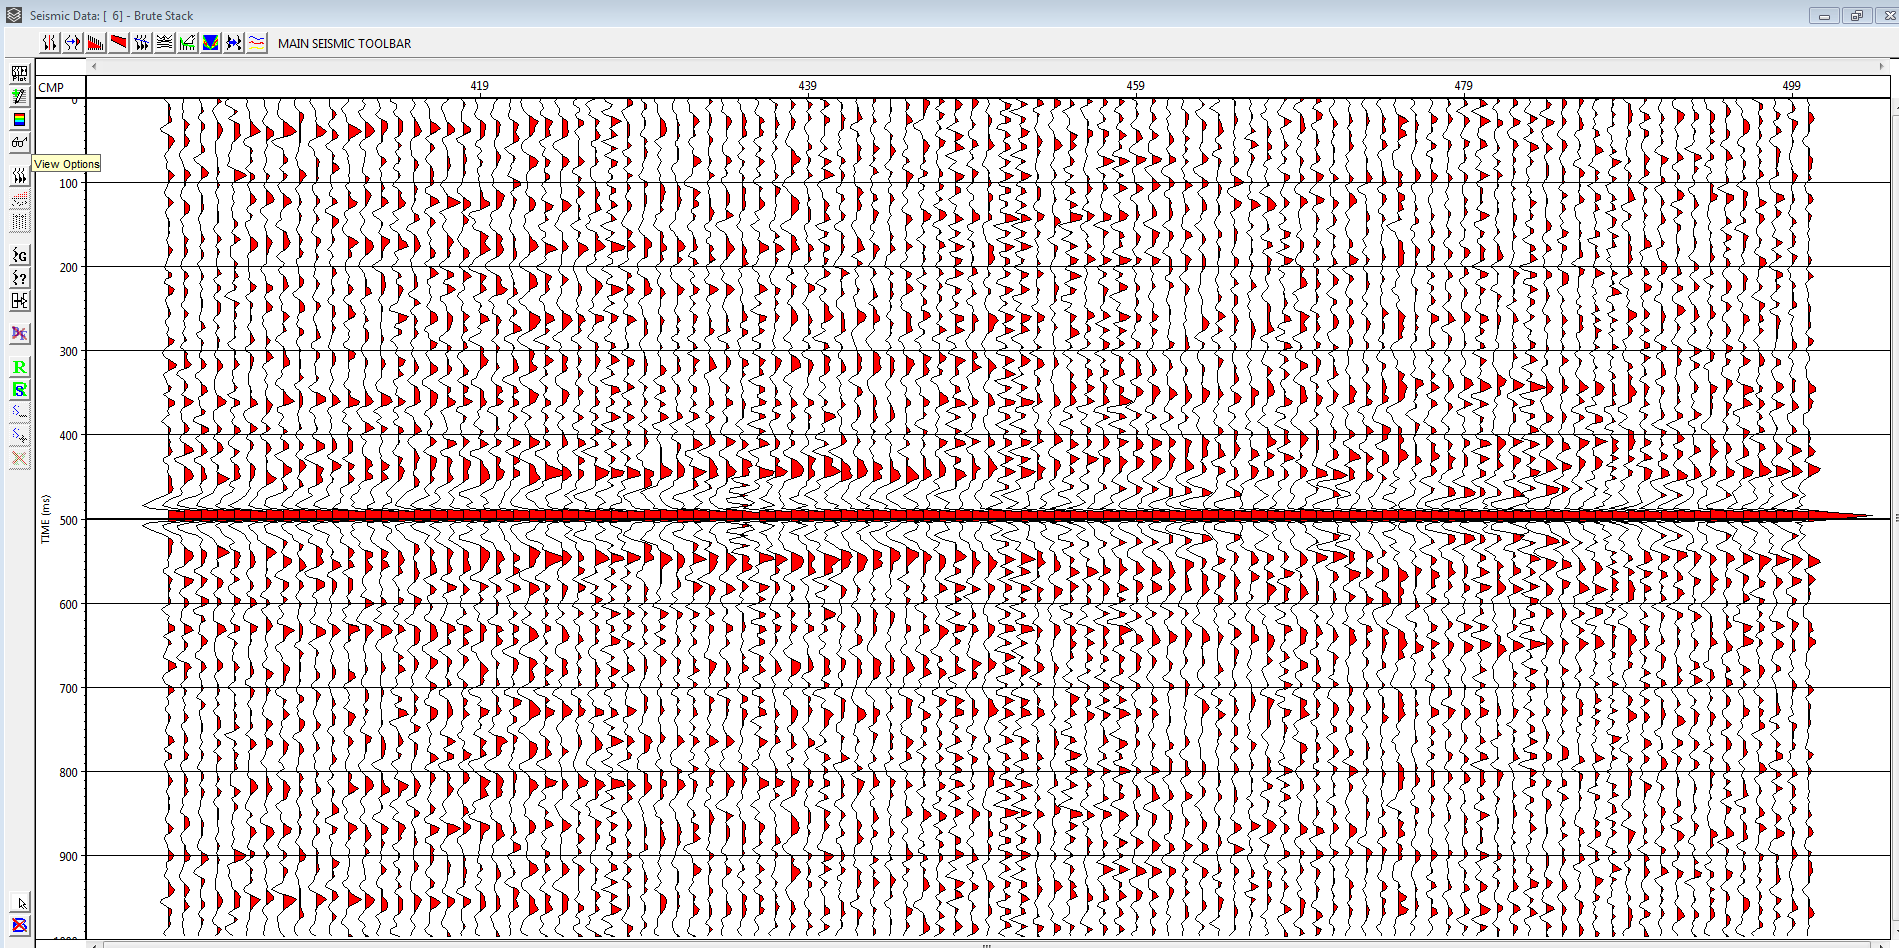 Seismic Data: [ 6] - Brute Stack
MAIN SEISMIC TOOLBAR
CMP
419 439 459 479 499
0
View Options
100
200
300
400
TIME (ms)
500
600
700
800
900
Plot
G
?
R
S